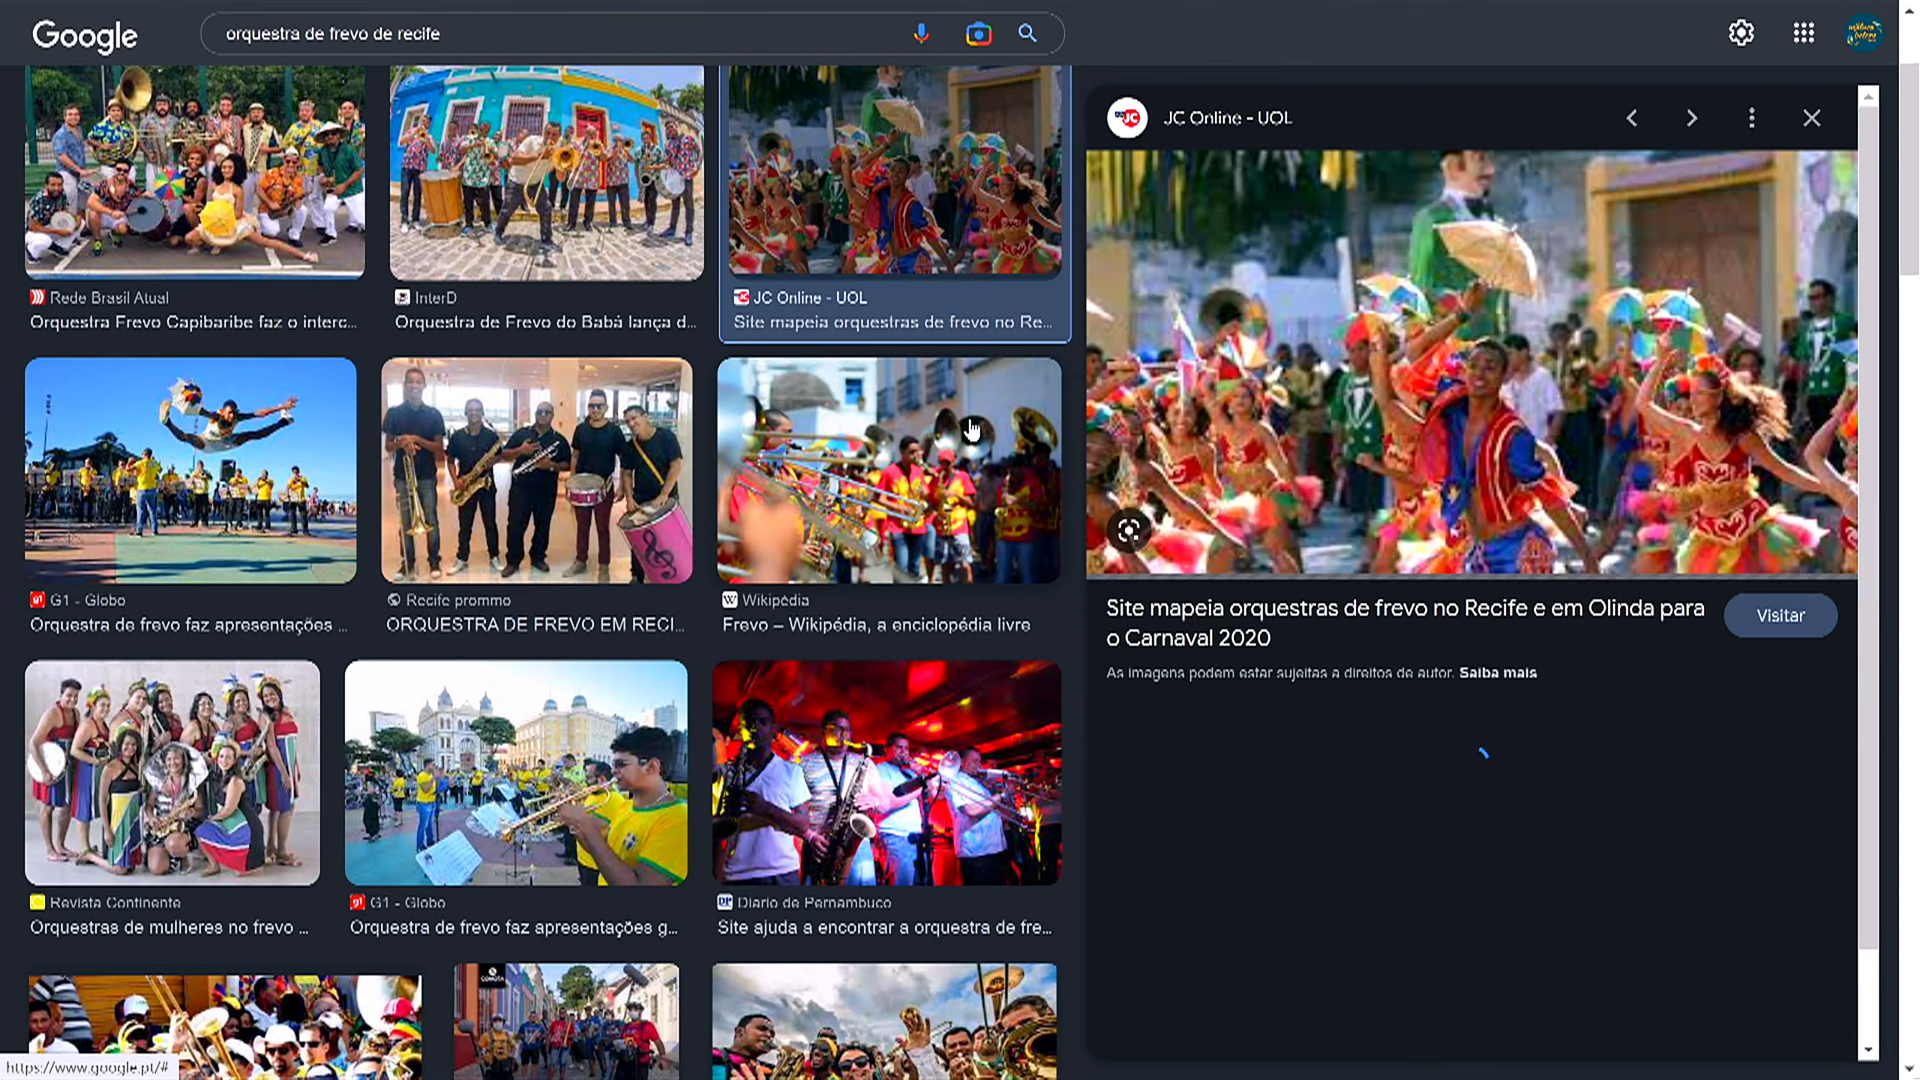 Google
orquestra de frevo de recife
JC Online - UOL
Rede Brasil Atual
Orquestra Frevo Capibaribe faz o interc...
InterD
Orquestra de Frevo do Babá lança d...
JC Online - UOL
Site mapeia orquestras de frevo no Re...
G1 - Globo
Orquestra de frevo faz apresentações ...
Recife prommo
ORQUESTRA DE FREVO EM RECI...
W Wikipédia
Frevo – Wikipédia, a enciclopédia livre
Site mapeia orquestras de frevo no Recife e em Olinda para
o Carnaval 2020
Visitar
As imagens podem estar sujeitas a direitos de autor. Saiba mais
Revista Continente
Orquestras de mulheres no frevo ...
G1 - Globo
Orquestra de frevo faz apresentações g...
DP Diario de Pernambuco
Site ajuda a encontrar a orquestra de fre...
https://www.google.pt/#